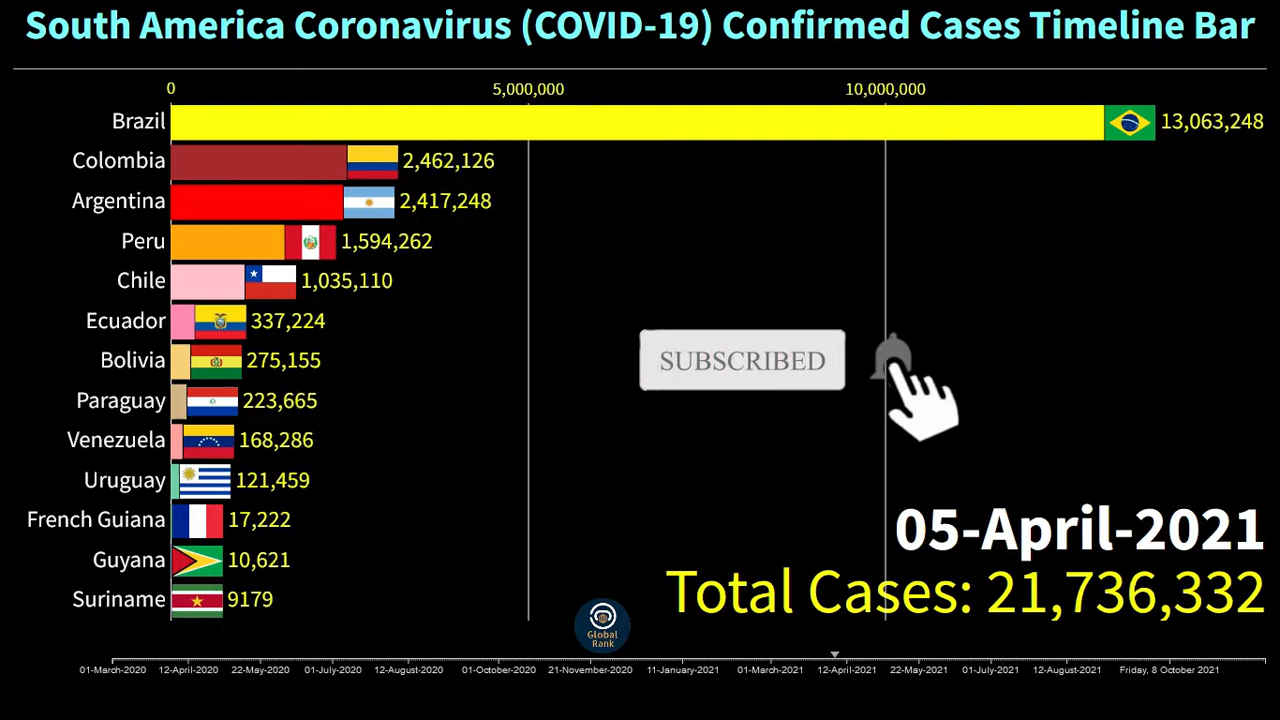 South America Coronavirus (COVID-19) Confirmed Cases Timeline Bar
0 5,000,000 10,000,000
Brazil 13,063,248
Colombia 2,462,126
Argentina 2,417,248
Peru 1,594,262
Chile 1,035,110
Ecuador 337,224
Bolivia 275,155
SUBSCRIBED
Paraguay 223,665
Venezuela 168,286
Uruguay 121,459
French Guiana 17,222
05-April-2021
Guyana 10,621
Total Cases: 21,736,332
Suriname 9179
Global
Rank
01-March-2020 12-April-2020 22-May-2020 01-July-2020 12-August-2020 01-October-2020 21-November-2020 11-January-2021 01-March-2021 12-April-2021 22-May-2021 01-July-2021 12-August-2021 Friday, 8 October 2021